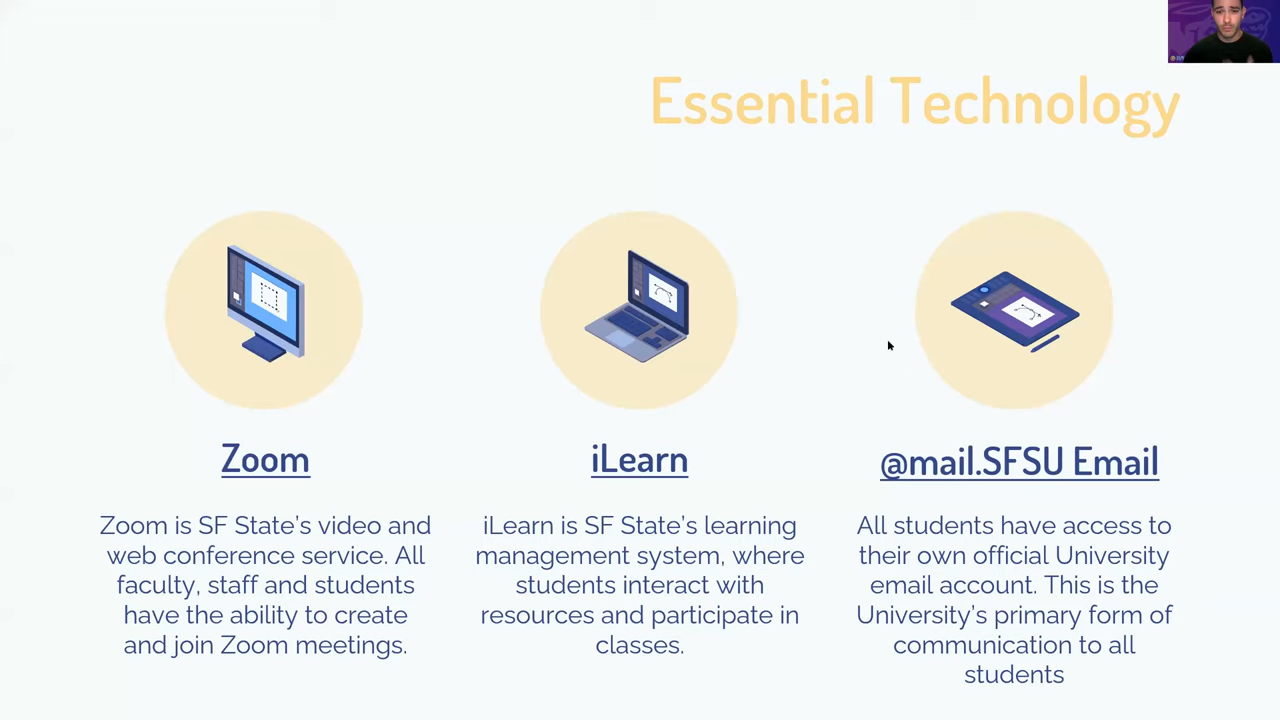 Essential Technology
Zoom
Zoom is SF State's video and
web conference service. All
faculty, staff and students
have the ability to create
and join Zoom meetings.
iLearn
iLearn is SF State's learning
management system, where
students interact with
resources and participate in
classes.
@mail.SFSU Email
All students have access to
their own official University
email account. This is the
University's primary form of
communication to all
students